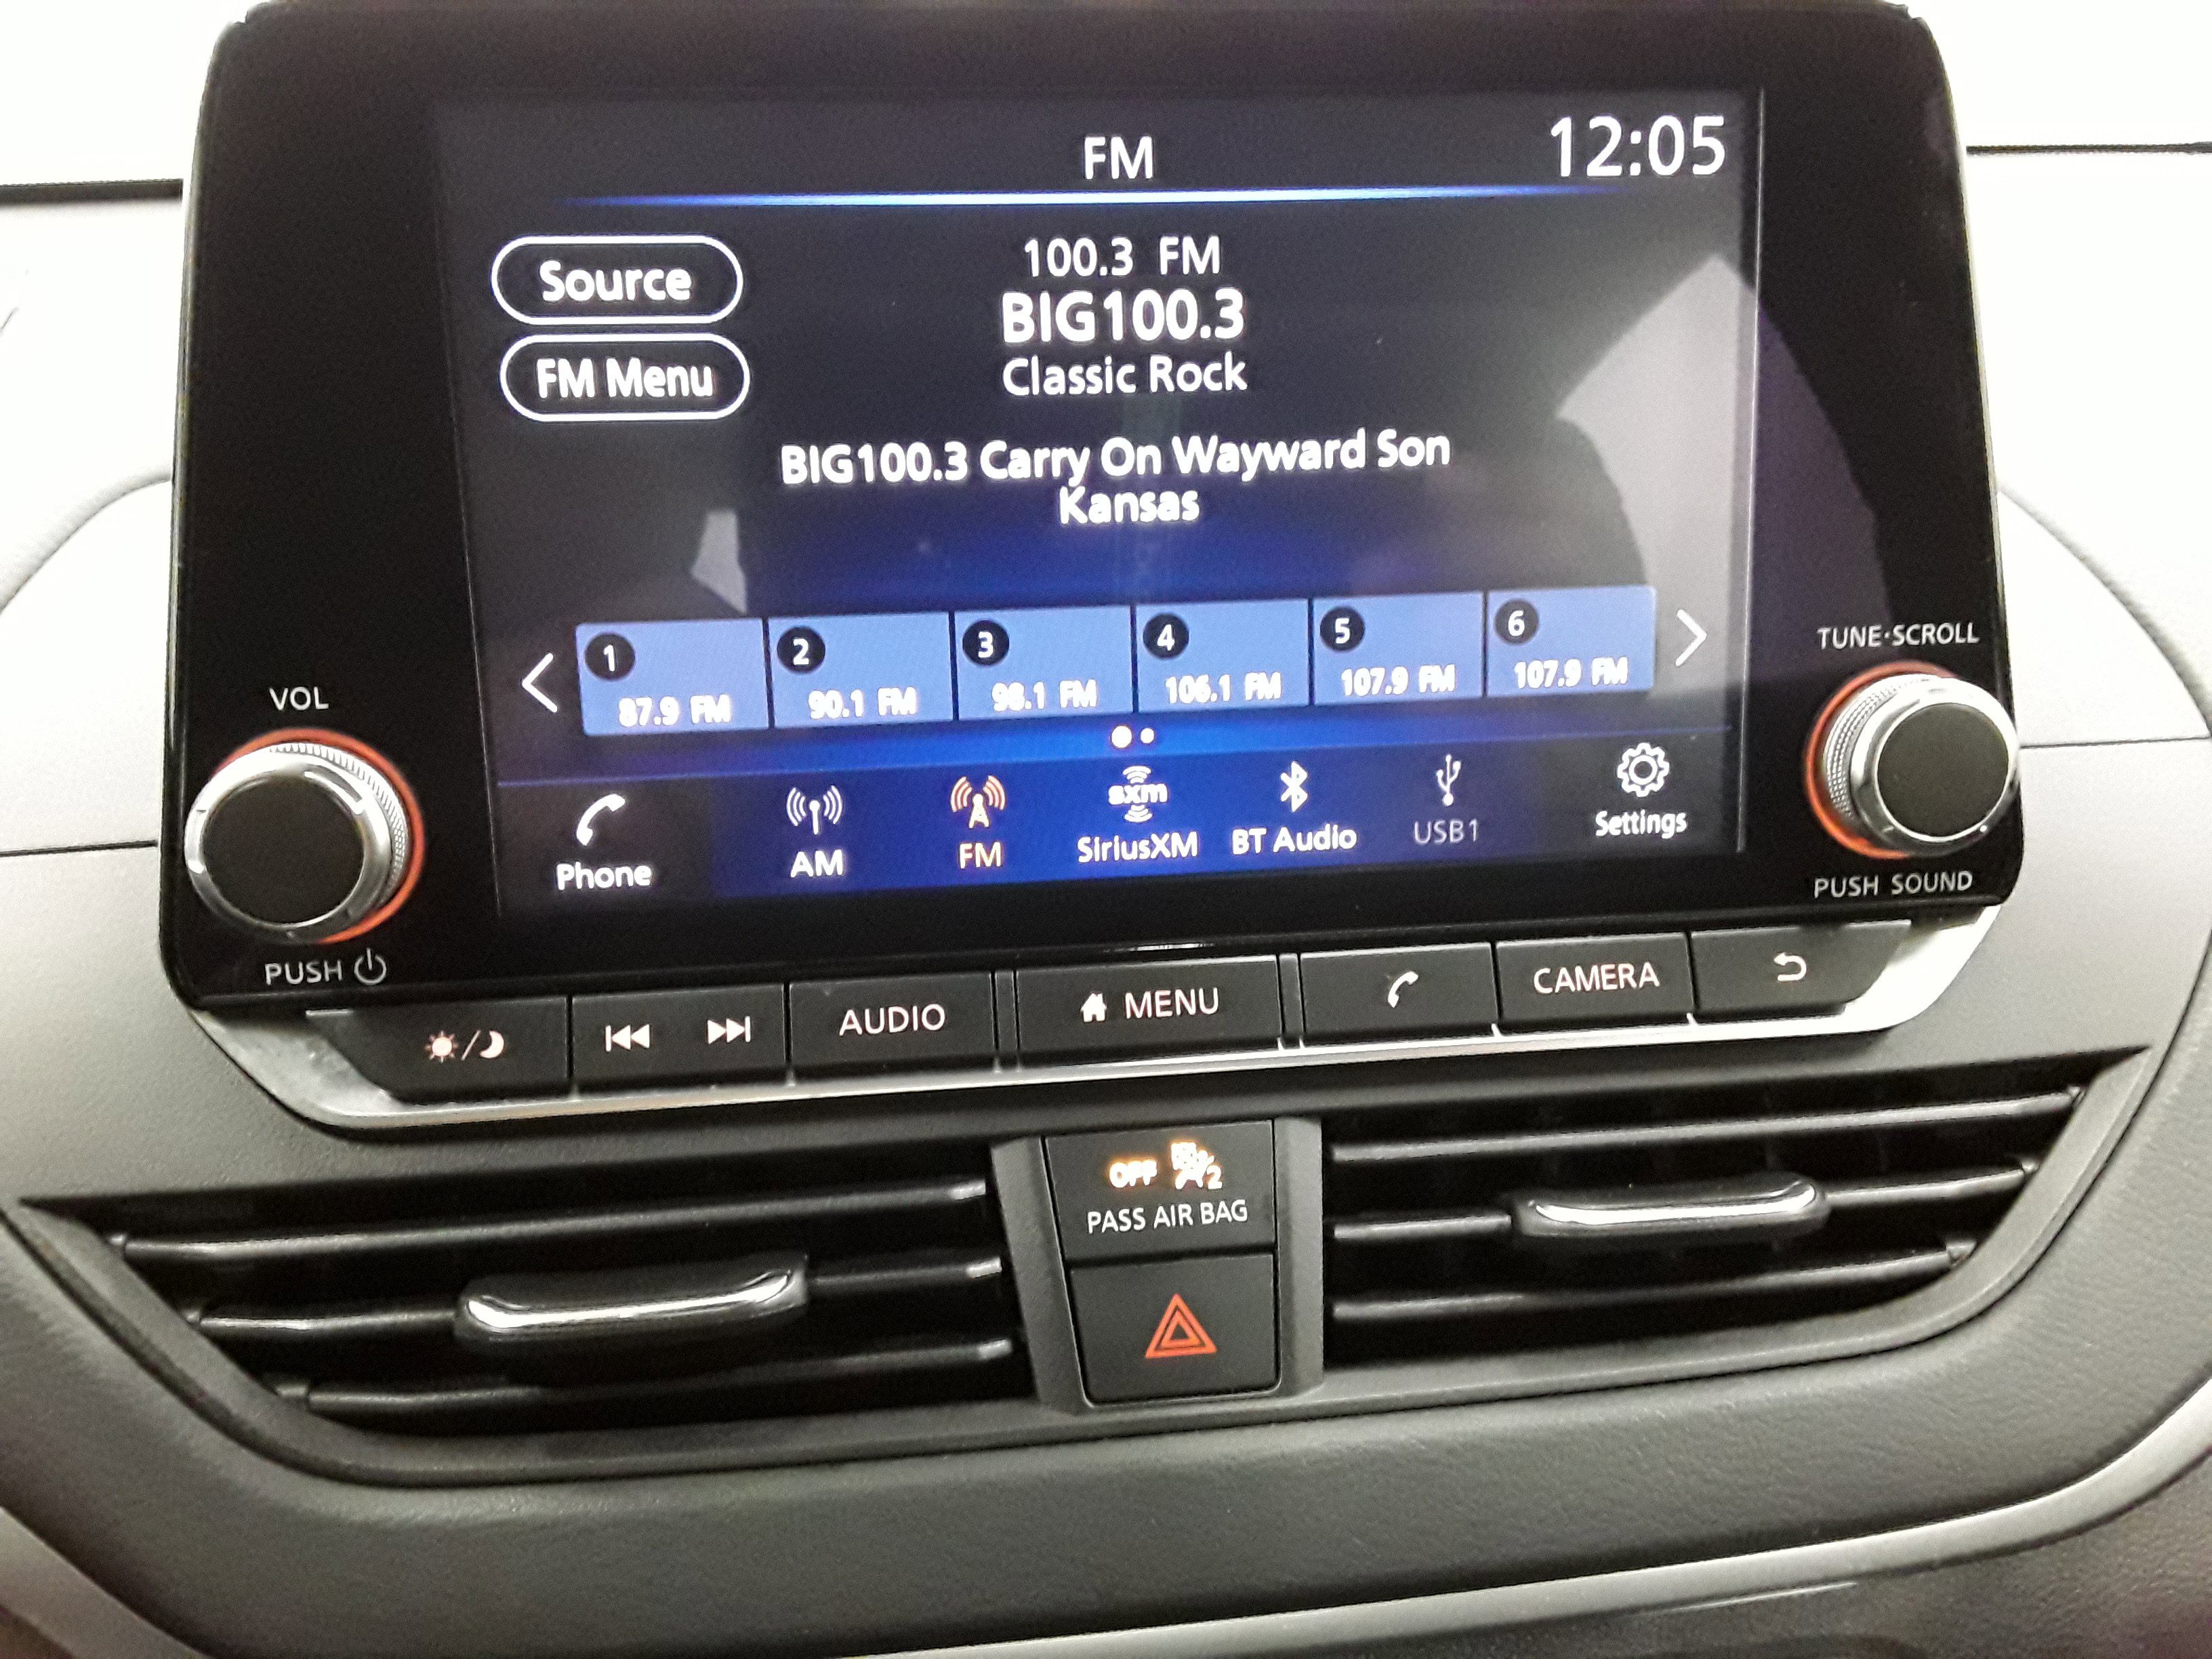 FM
12:05
Source
100.3 FM
BIG100.3
FM Menu
Classic Rock
BIG100.3 Carry On Wayward Son
Kansas
1
2
3
4
5
6
87.9 FM
90.1 FM
98.1 FM
106.1 FM
107.9 FM
107.9 FM
VOL
TUNE·SCROLL
Phone
AM
FM
sxm
SiriusXM
BT Audio
USB1
Settings
PUSH
PUSH SOUND
AUDIO
MENU
CAMERA
OFF
2
PASS AIR BAG